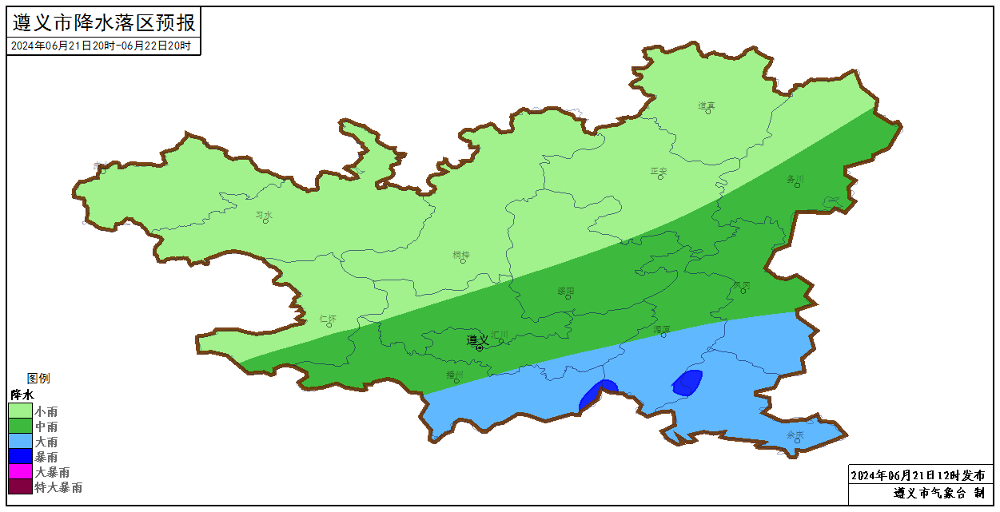 遵义市降水落区预报
2024年06月21日20时-06月22日20时
道真
赤水
正安
务川
习水
桐梓
绥阳
凤冈
仁怀
湄潭
汇川
遵义
播州
余庆
图例
降水
小雨
中雨
大雨
暴雨
大暴雨
特大暴雨
2024年06月21日12时发布
遵义市气象台 制